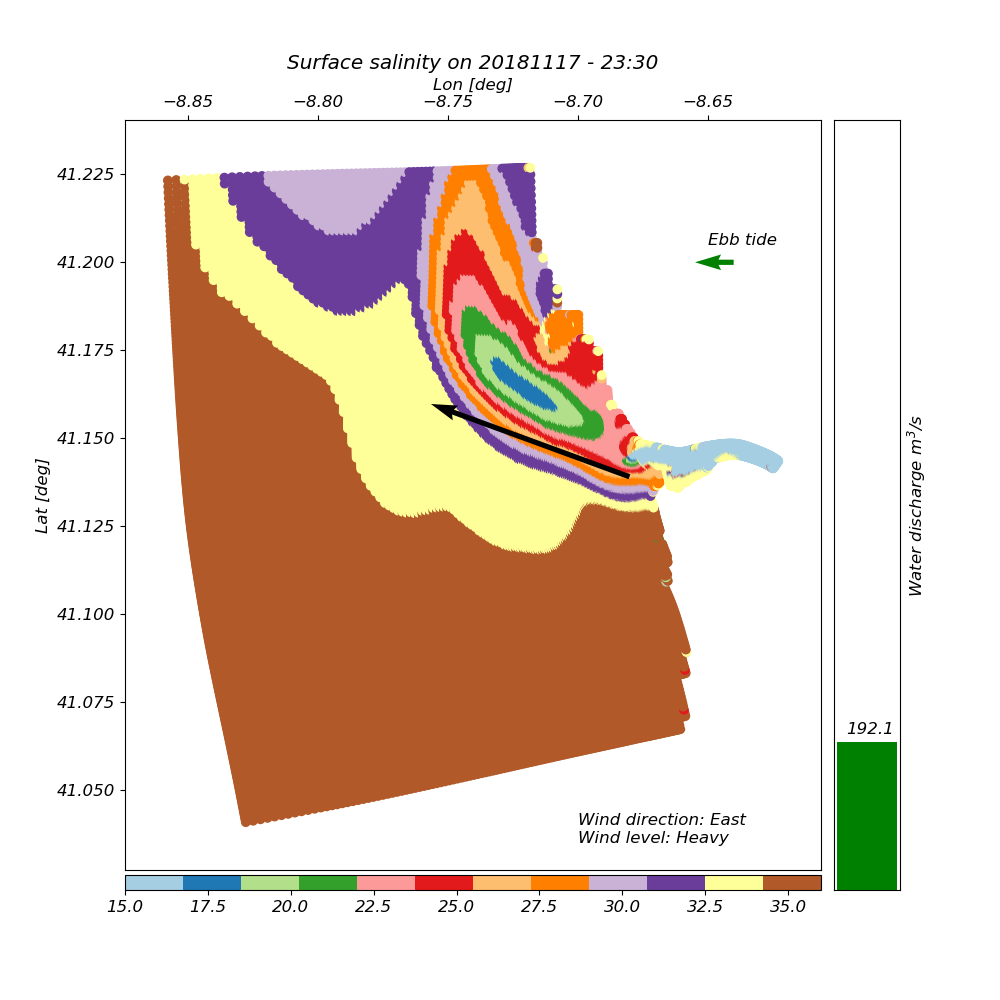 Surface salinity on 20181117 - 23:30
Lon [deg]
−8.85 −8.80 −8.75 −8.70 −8.65
41.225
41.200
41.175
41.150
41.125
41.100
41.075
41.050
Lat [deg]
Ebb tide
Wind direction: East
Wind level: Heavy
15.0 17.5 20.0 22.5 25.0 27.5 30.0 32.5 35.0
192.1
Water discharge m³/s